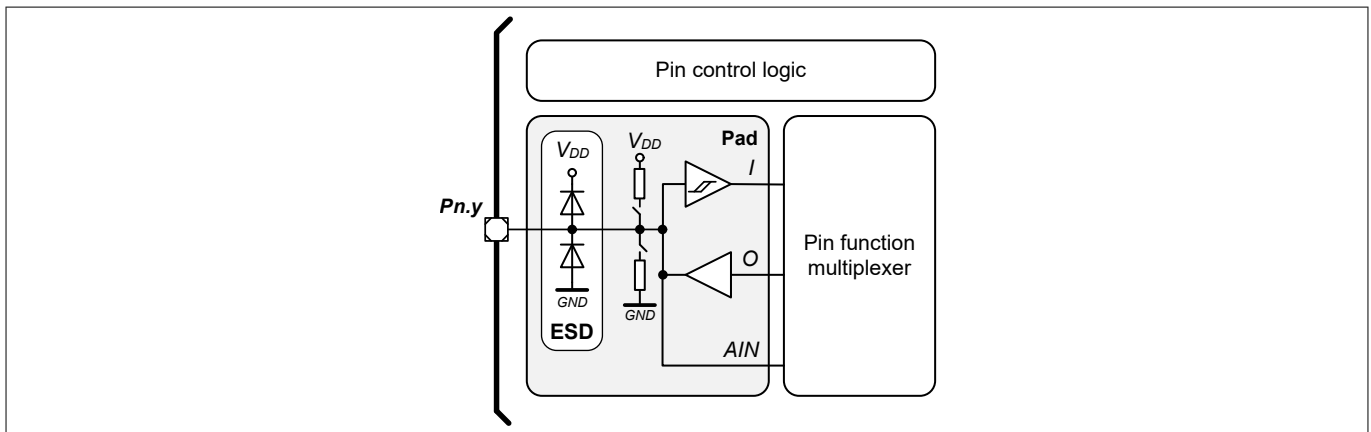 Pin control logic
VDD
VDD
Pad
I
Pn.y
O
Pin function
multiplexer
GND
GND
ESD
AIN